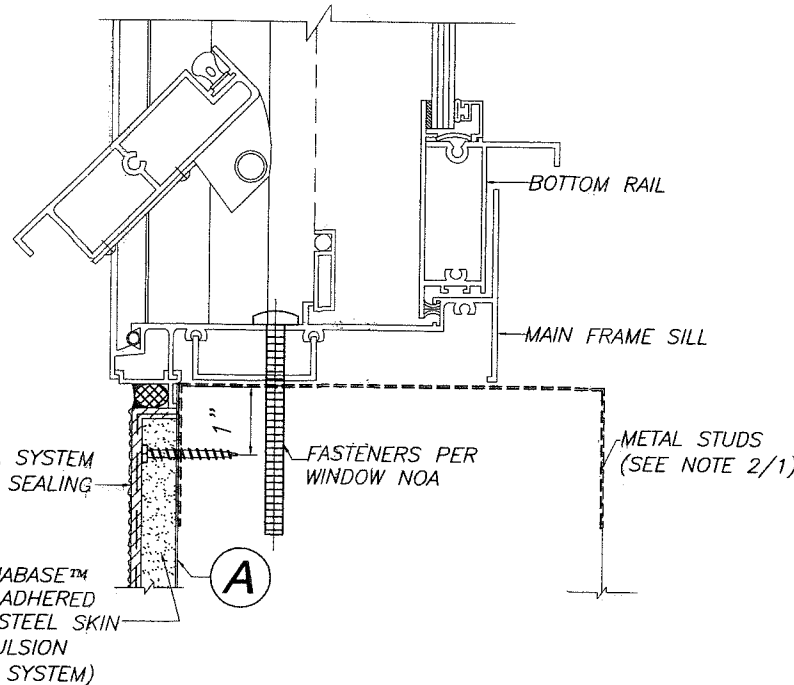 BOTTOM RAIL
MAIN FRAME SILL
1"
FASTENERS PER
WINDOW NOA
METAL STUDS
(SEE NOTE 2/1)
SYSTEM
SEALING
A
ADHERED
STEEL SKIN
SYSTEM)